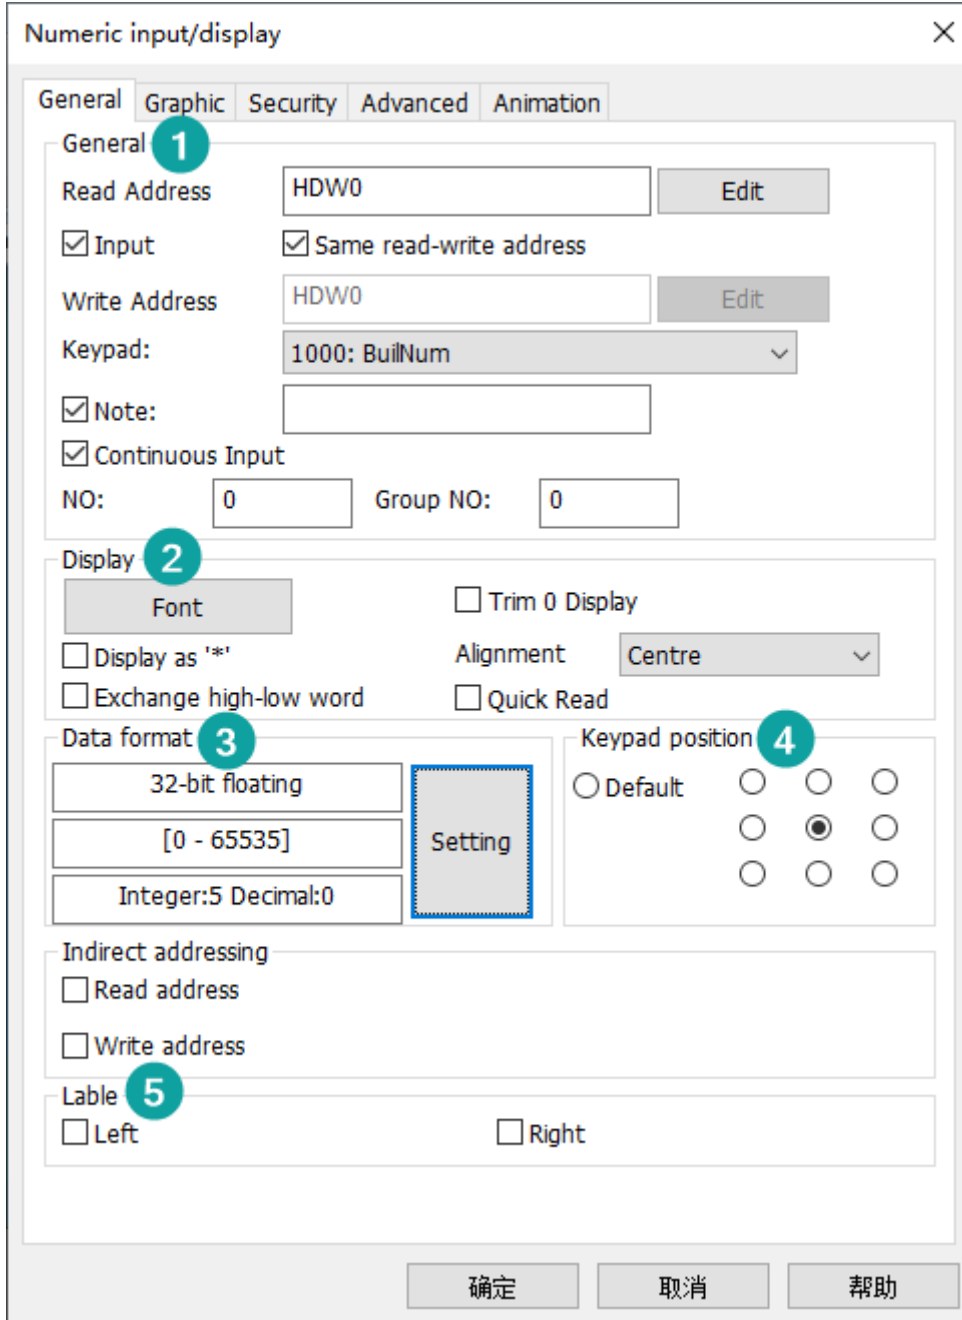 Numeric input/display
General Graphic Security Advanced Animation
General 1
Read Address HDW0 Edit
Input Same read-write address
Write Address HDW0 Edit
Keypad: 1000: BuilNum
Note:
Continuous Input
NO: 0 Group NO: 0
Display 2
Font Trim 0 Display
Display as '*' Alignment Centre
Exchange high-low word Quick Read
Data format 3 Keypad position 4
32-bit floating
Default
[0 - 65535]
Setting
Integer:5 Decimal:0
Indirect addressing
Read address
Write address
Lable 5
Left Right
确定 取消 帮助